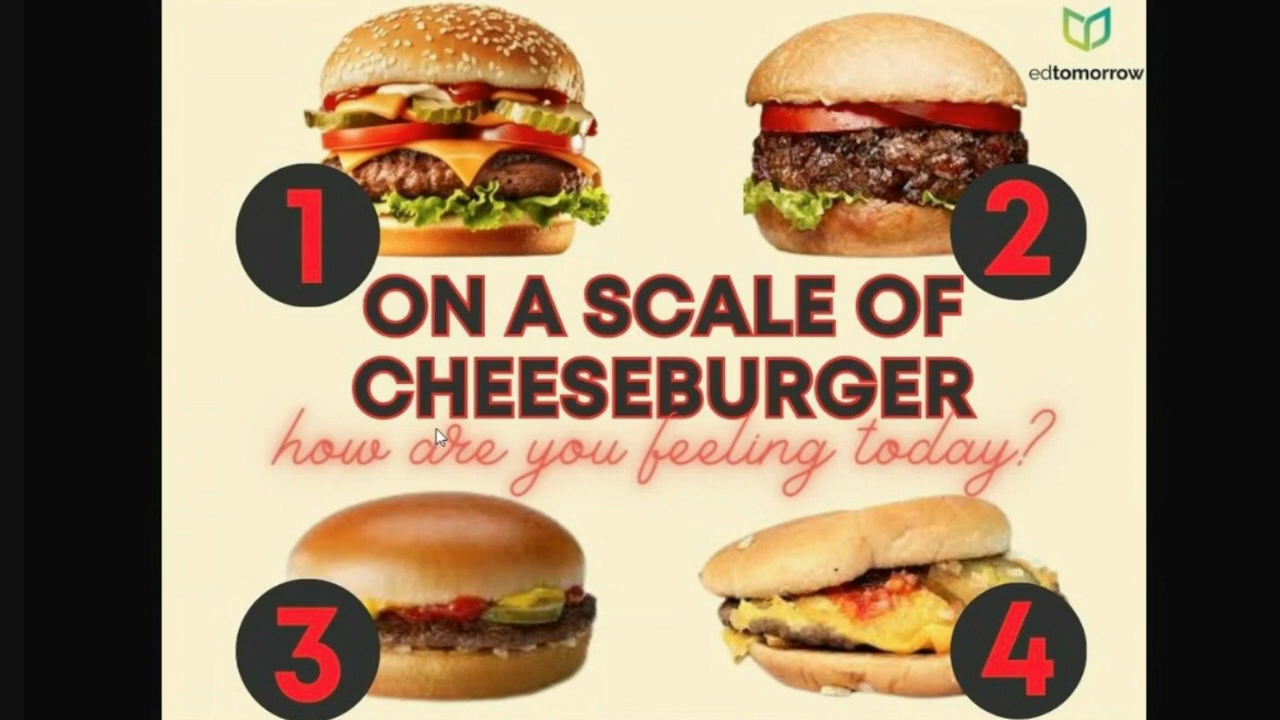 edtomorrow
1
2
ON A SCALE OF
CHEESEBURGER
how are you feeling today?
3
4